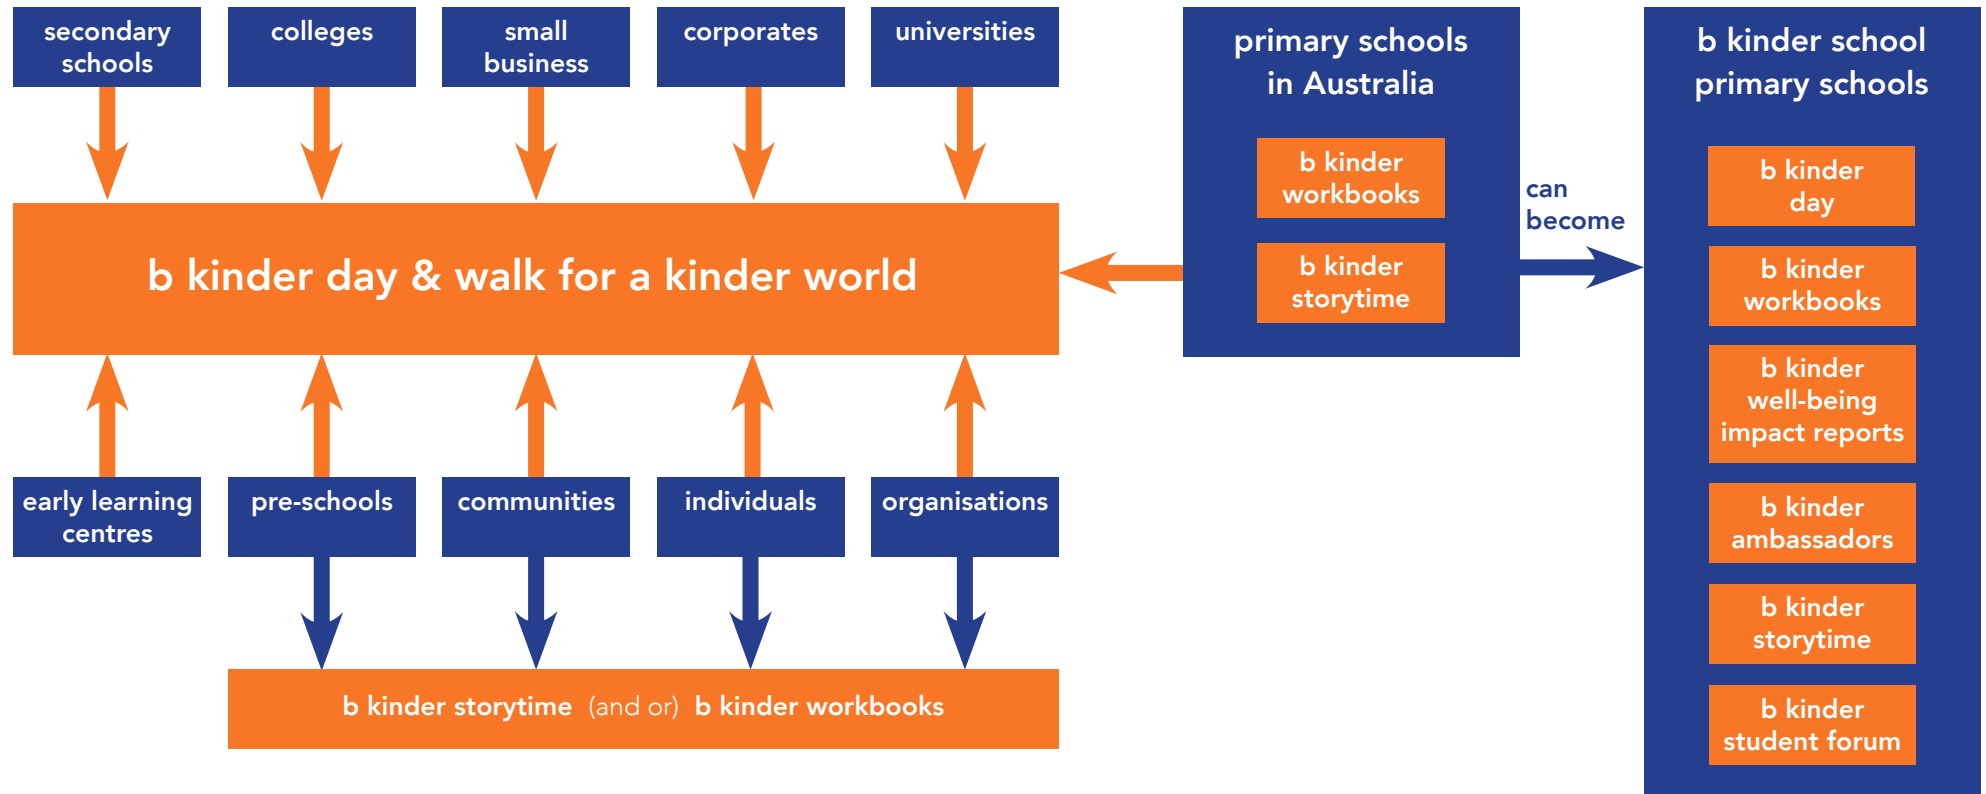 secondary
schools
colleges
small
business
corporates
universities
primary schools
in Australia
b kinder
workbooks
b kinder
storytime
can
become
b kinder school
primary schools
b kinder
day
b kinder
workbooks
b kinder
well-being
impact reports
b kinder
ambassadors
b kinder
storytime
b kinder
student forum
b kinder day & walk for a kinder world
early learning
centres
pre-schools
communities
individuals
organisations
b kinder storytime (and or) b kinder workbooks